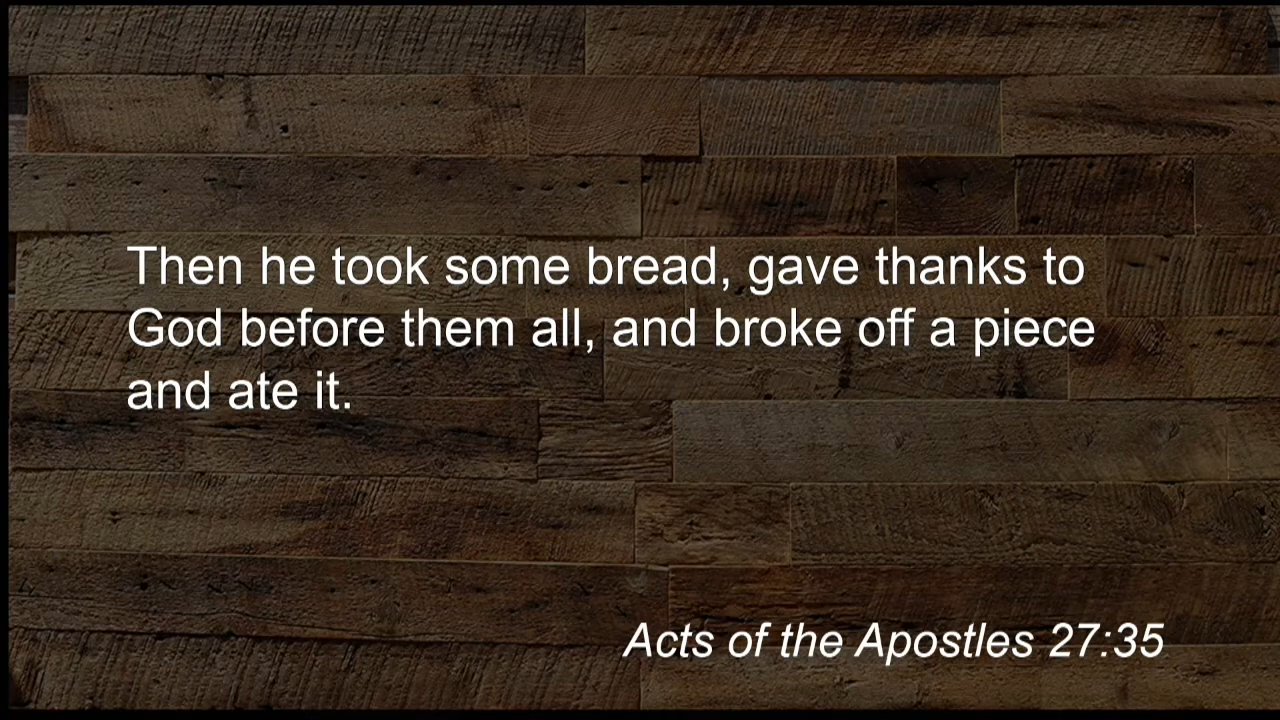 Then he took some bread, gave thanks to
God before them all, and broke off a piece
and ate it.
Acts of the Apostles 27:35